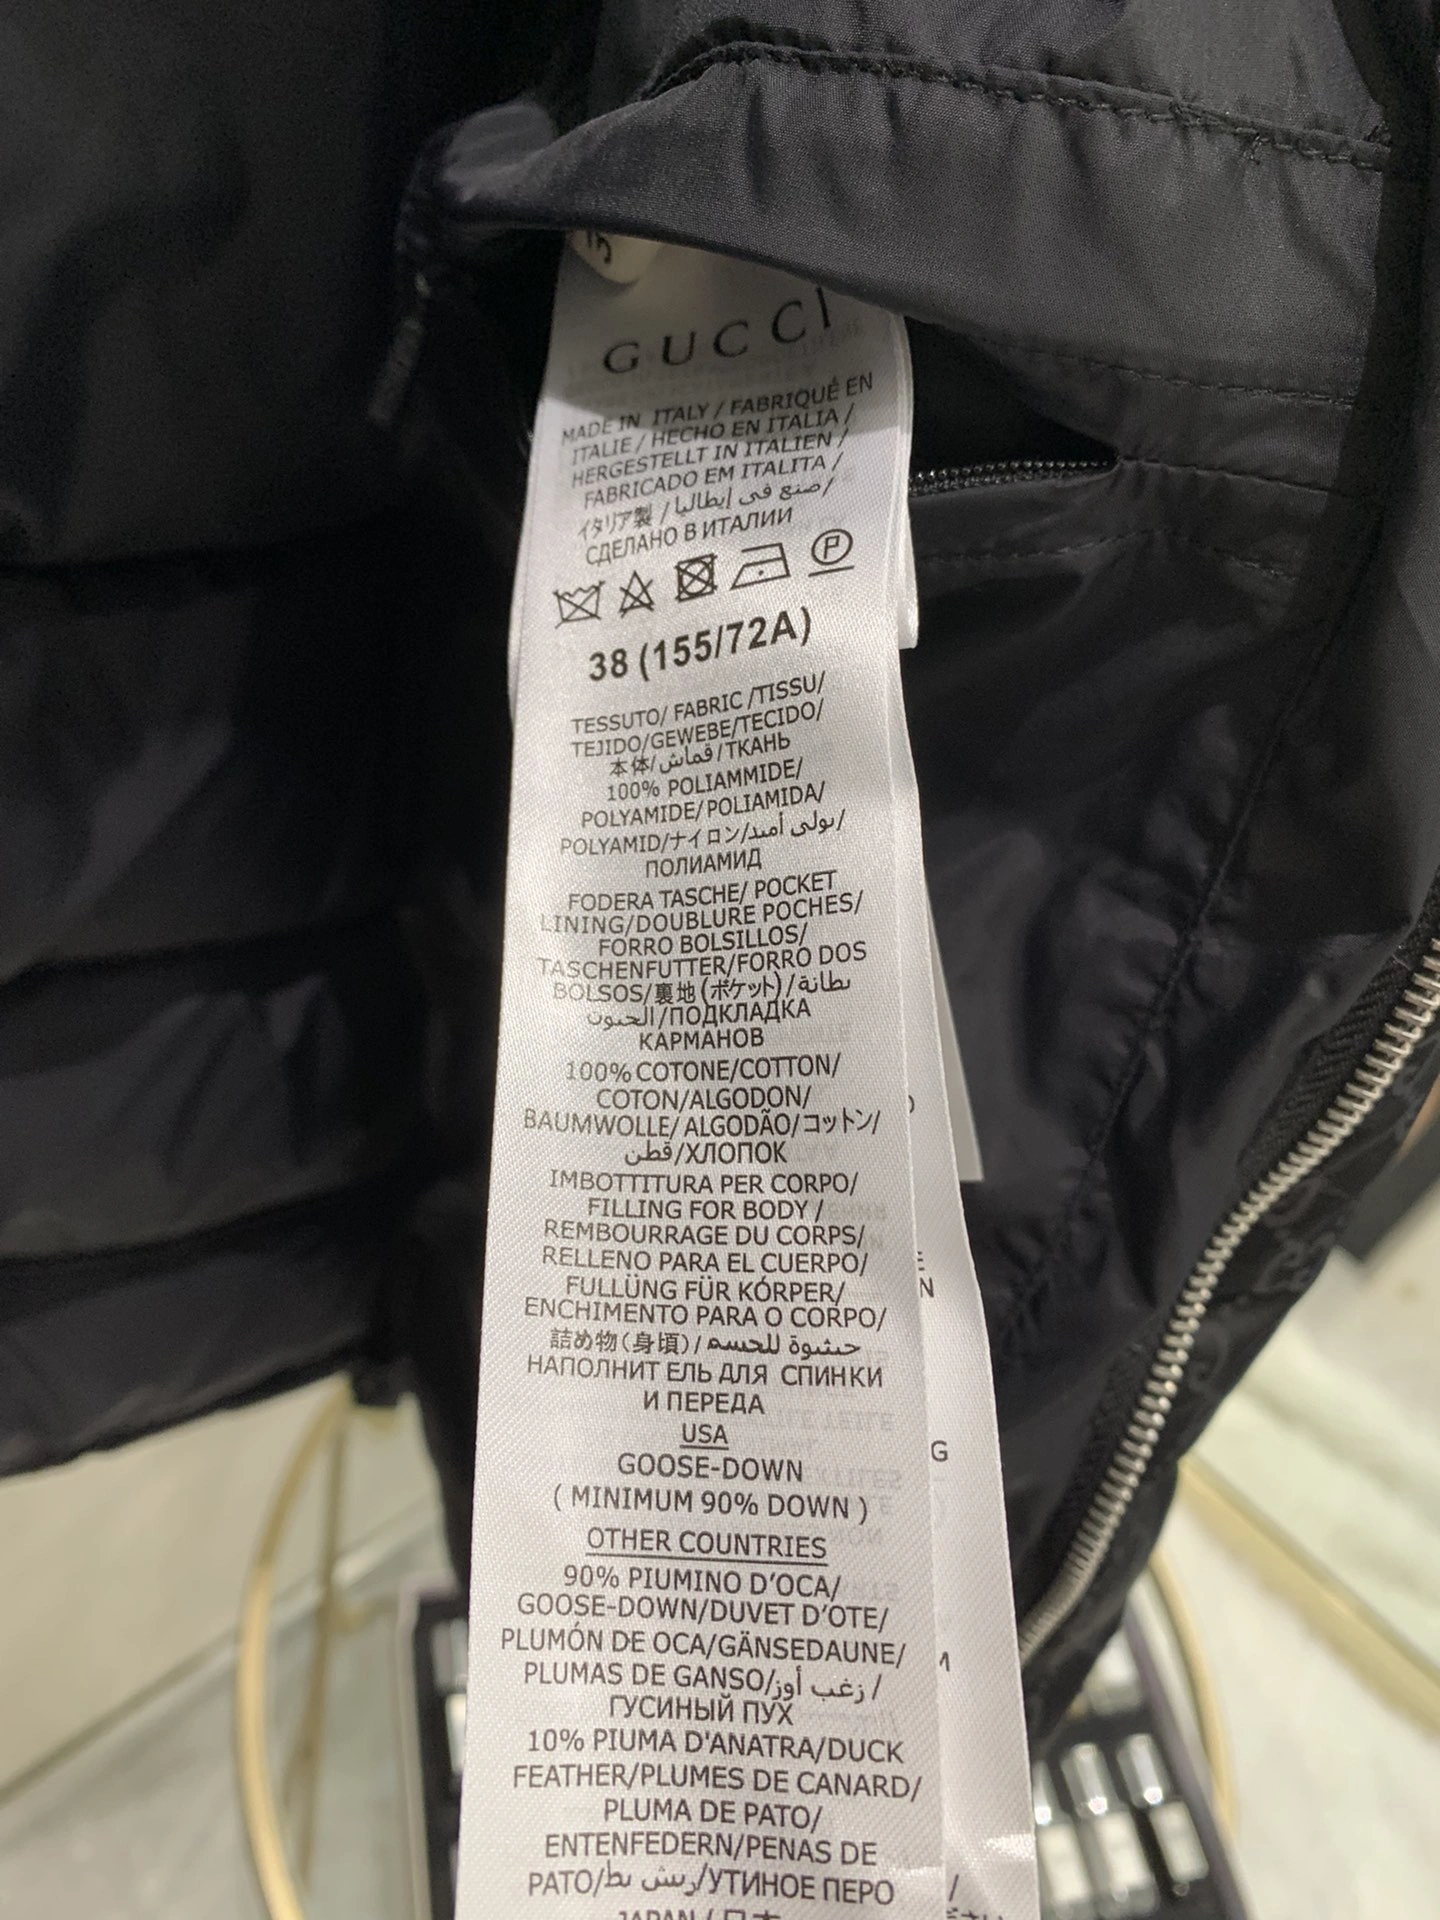 GUCCI
MADE IN ITALY / FABRIQUÉ EN
ITALIE / HECHO EN ITALIA /
HERGESTELLT IN ITALIEN /
FABRICADO EM ITALITA /
イタリア製 / صنع في إيطاليا/
СДЕЛАНО В ИТАЛИИ
P
38 (155/72A)
TESSUTO/ FABRIC /TISSU/
TEJIDO/GEWEBE/TECIDO/
本体/قماش/ТКАНЬ
100% POLIAMMIDE/
POLYAMIDE/POLIAMIDA/
POLYAMID/ナイロン/بولي أميد/
ПОЛИАМИД
FODERA TASCHE/ POCKET
LINING/DOUBLURE POCHES/
FORRO BOLSILLOS/
TASCHENFUTTER/FORRO DOS
BOLSOS/裏地(ポケット)/بطانة
الجيوب/ПОДКЛАДКА
КАРМАНОВ
100% COTONE/COTTON/
COTON/ALGODON/
BAUMWOLLE/ ALGODÃO/コットン/
قطن/ХЛОПОК
IMBOTTITURA PER CORPO/
FILLING FOR BODY /
REMBOURRAGE DU CORPS/
RELLENO PARA EL CUERPO/
FULLÜNG FÜR KÓRPER/
ENCHIMENTO PARA O CORPO/
詰め物(身頃)/حشوة للجسم
НАПОЛНИТ ЕЛЬ ДЛЯ СПИНКИ
И ПЕРЕДА
USA
GOOSE-DOWN
( MINIMUM 90% DOWN )
OTHER COUNTRIES
90% PIUMINO D'OCA/
GOOSE-DOWN/DUVET D'OTE/
PLUMÓN DE OCA/GÄNSEDAUNE/
PLUMAS DE GANSO/زغب أوز/
ГУСИНЫЙ ПУХ
10% PIUMA D'ANATRA/DUCK
FEATHER/PLUMES DE CANARD/
PLUMA DE PATO/
ENTENFEDERN/PENAS DE
PATO/ريش بط/УТИНОЕ ПЕРО
JAPAN / 日本